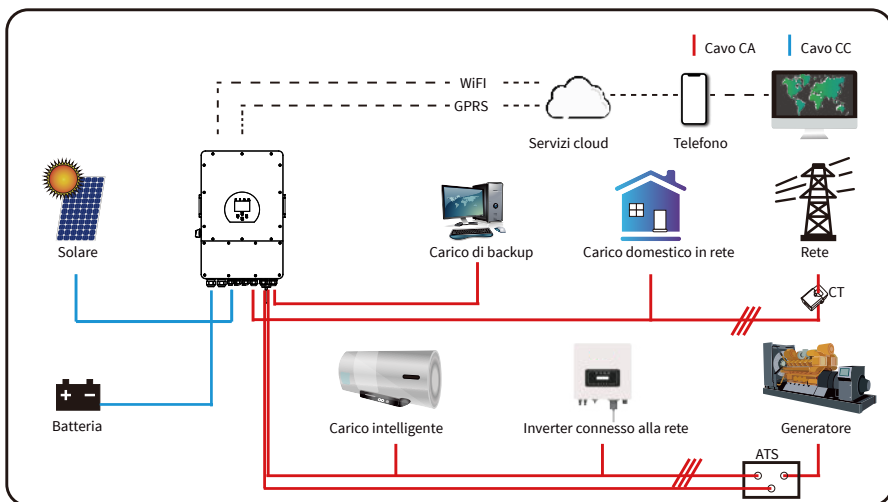 Cavo CA
Cavo CC
WiFI
GPRS
Servizi cloud
Telefono
Solare
Carico di backup
Carico domestico in rete
Rete
CT
Batteria
Carico intelligente
Inverter connesso alla rete
Generatore
ATS